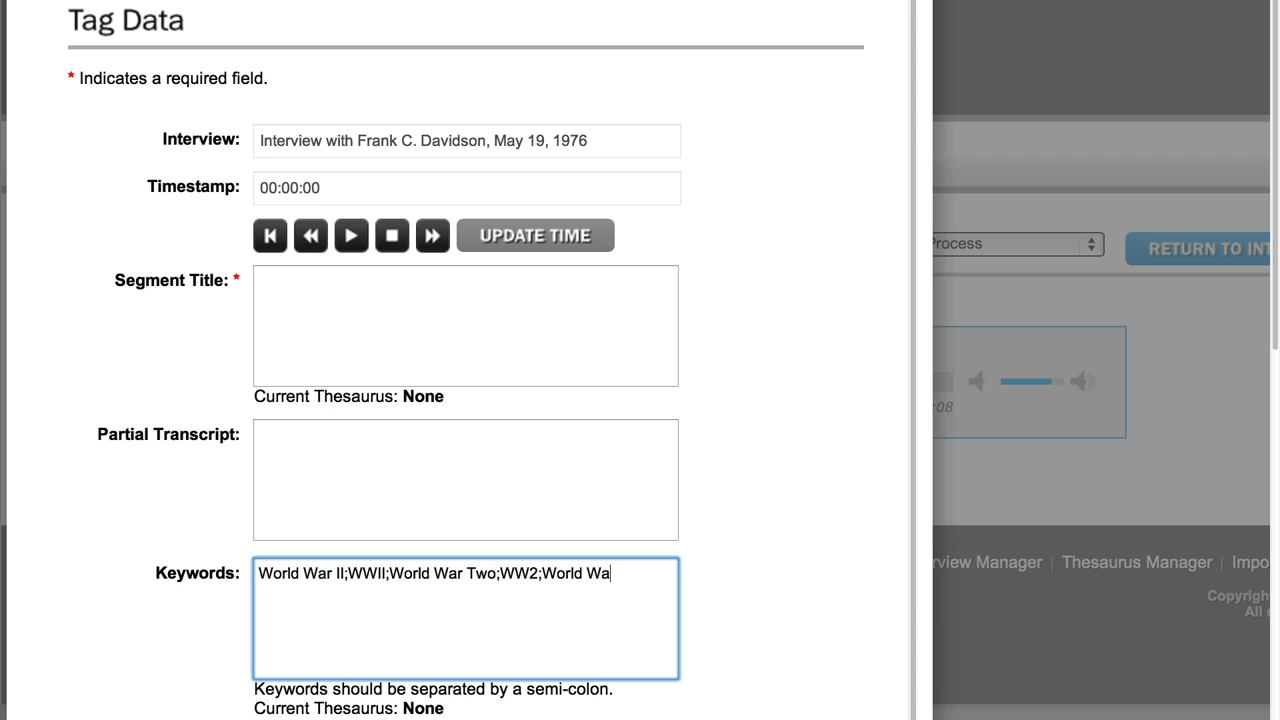 Tag Data
* Indicates a required field.
Interview: Interview with Frank C. Davidson, May 19, 1976
Timestamp: 00:00:00
UPDATE TIME
Process
RETURN TO INT
Segment Title: *
Current Thesaurus: None
:08
Partial Transcript:
rview Manager | Thesaurus Manager | Impo
Keywords: World War II;WWII;World War Two;WW2;World Wa
Copyrigh
All
Keywords should be separated by a semi-colon.
Current Thesaurus: None